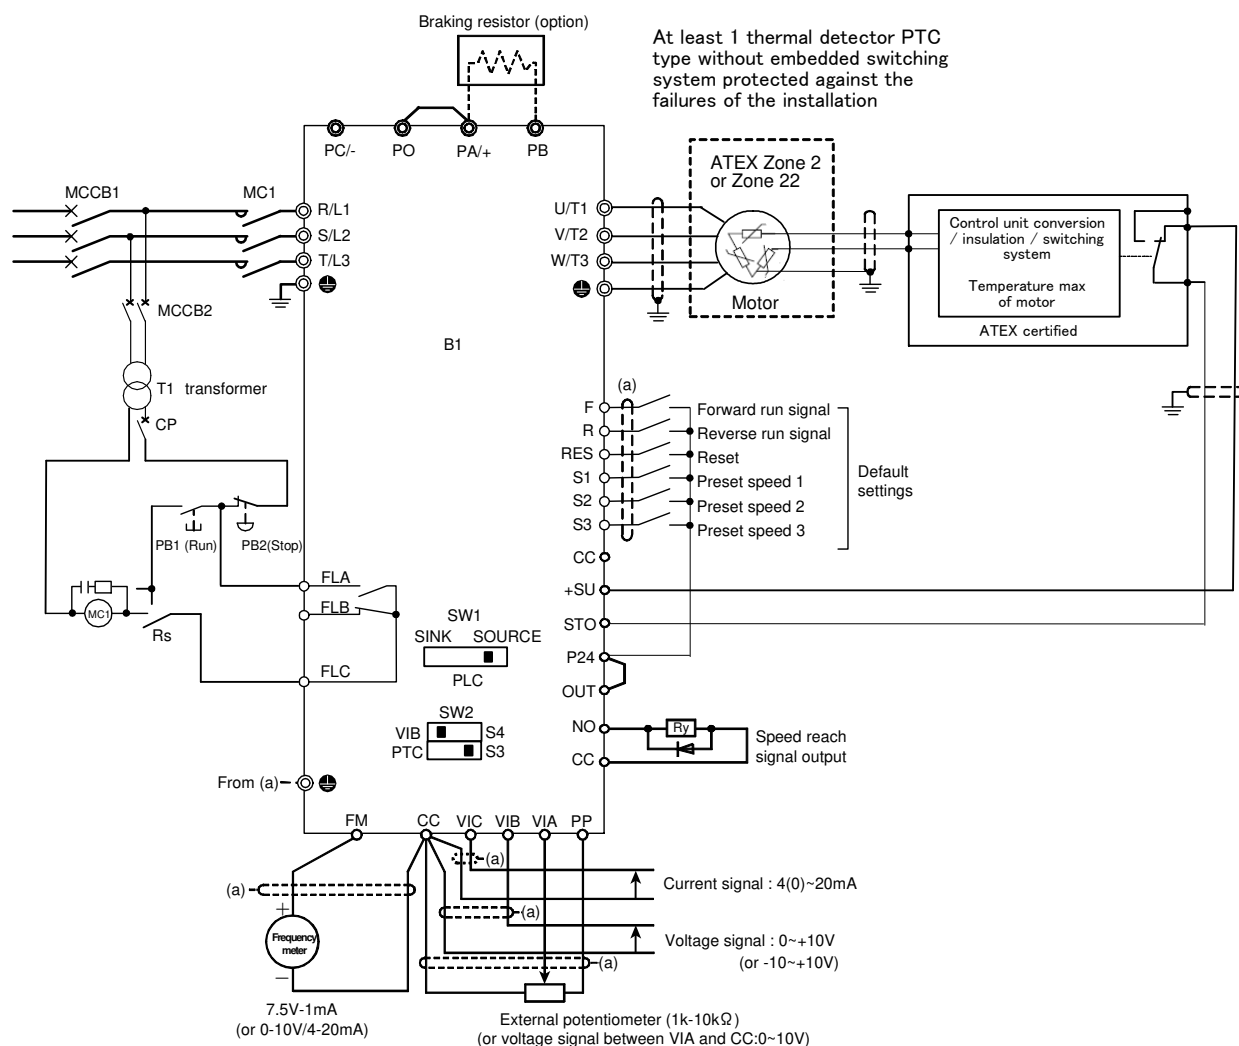 Braking resistor (option)
At least 1 thermal detector PTC
type without embedded switching
system protected against the
failures of the installation
PC/-
PO
PA/+
PB
ATEX Zone 2
or Zone 22
MCCB1
MC1
R/L1
S/L2
T/L3
U/T1
V/T2
W/T3
Motor
Control unit conversion
/ insulation / switching
system
Temperature max
of motor
ATEX certified
MCCB2
B1
T1 transformer
CP
(a)
F
Forward run signal
R
Reverse run signal
RES
Reset
S1
Preset speed 1
S2
Preset speed 2
S3
Preset speed 3
Default
settings
PB1 (Run)
PB2(Stop)
CC
+SU
STO
P24
OUT
FLA
FLB
FLC
MC1
Rs
SW1
SINK SOURCE
PLC
SW2
VIB
S4
PTC
S3
NO
Ry
CC
Speed reach
signal output
From (a)
FM
CC
VIC
VIB
VIA
PP
(a)
Current signal : 4(0)~20mA
(a)
(a)
Voltage signal : 0~+10V
(or -10~+10V)
(a)
+
Frequency
meter
−
7.5V-1mA
(or 0-10V/4-20mA)
External potentiometer (1k-10kΩ)
(or voltage signal between VIA and CC:0~10V)